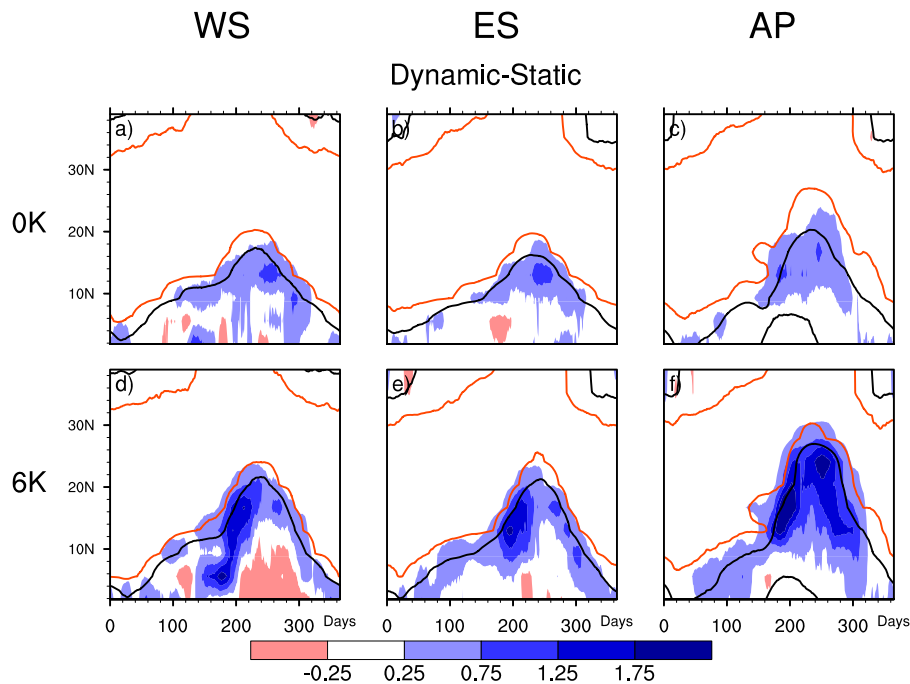 WS ES AP
Dynamic-Static
a) b) c)
30N
0K
20N
10N
d) e) f)
30N
6K
20N
10N
0 100 200 300 Days 0 100 200 300 Days 0 100 200 300 Days
-0.25 0.25 0.75 1.25 1.75